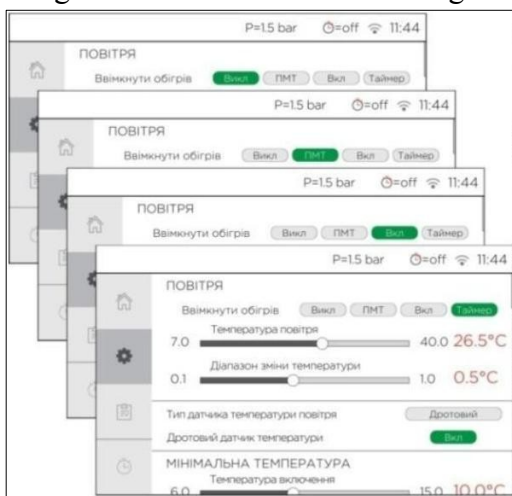 P=1.5 bar =off 11:44
ПОВІТРЯ
Ввімкнути обігрів Викл ПМТ Вкл Таймер
P=1.5 bar =off 11:44
ПОВІТРЯ
Ввімкнути обігрів Викл ПМТ Вкл Таймер
P=1.5 bar =off 11:44
ПОВІТРЯ
Ввімкнути обігрів Викл ПМТ Вкл Таймер
P=1.5 bar =off 11:44
ПОВІТРЯ
Ввімкнути обігрів Викл ПМТ Вкл Таймер
Температура повітря
7.0 40.0 26.5°C
Діапазон зміни температури
0.1 1.0 0.5°C
Тип датчика температури повітря Дротовий
Дротовий датчик температури Вкл
МІНІМАЛЬНА ТЕМПЕРАТУРА
Температура включення
6.0 15.0 10.0°C